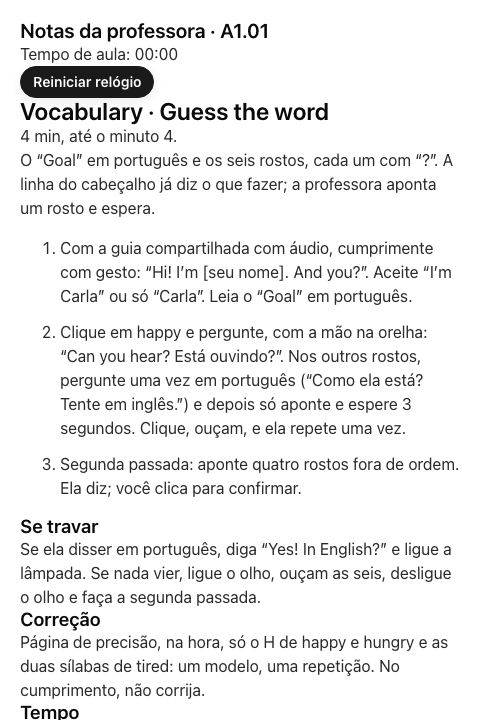 Notas da professora · A1.01
Tempo de aula: 00:00
Reiniciar relógio
Vocabulary · Guess the word
4 min, até o minuto 4.
O “Goal” em português e os seis rostos, cada um com “?”. A
linha do cabeçalho já diz o que fazer; a professora aponta
um rosto e espera.
1. Com a guia compartilhada com áudio, cumprimente
com gesto: “Hi! I’m [seu nome]. And you?”. Aceite “I’m
Carla” ou só “Carla”. Leia o “Goal” em português.
2. Clique em happy e pergunte, com a mão na orelha:
“Can you hear? Está ouvindo?”. Nos outros rostos,
pergunte uma vez em português (“Como ela está?
Tente em inglês.”) e depois só aponte e espere 3
segundos. Clique, ouçam, e ela repete uma vez.
3. Segunda passada: aponte quatro rostos fora de ordem.
Ela diz; você clica para confirmar.
Se travar
Se ela disser em português, diga “Yes! In English?” e ligue a
lâmpada. Se nada vier, ligue o olho, ouçam as seis, desligue
o olho e faça a segunda passada.
Correção
Página de precisão, na hora, só o H de happy e hungry e as
duas sílabas de tired: um modelo, uma repetição. No
cumprimento, não corrija.
Tempo